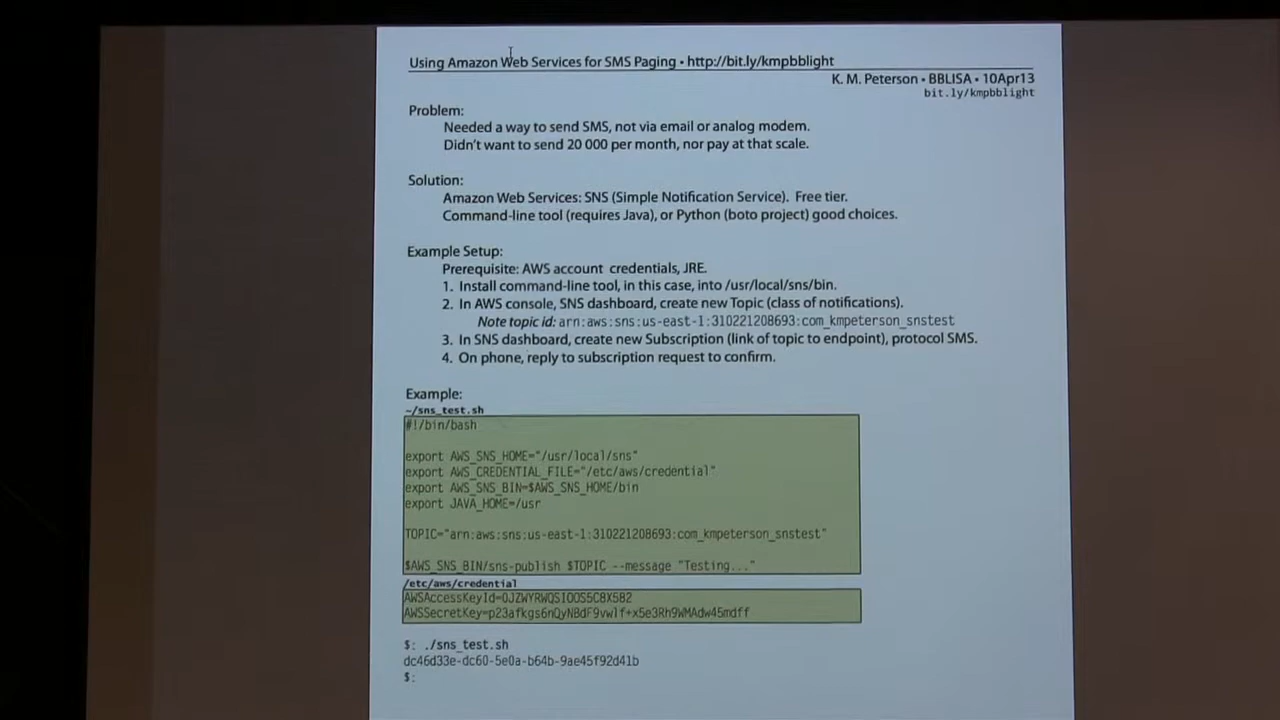 Using Amazon Web Services for SMS Paging • http://bit.ly/kmpbblight
K. M. Peterson • BBLISA • 10Apr13
bit.ly/kmpbblight
Problem:
Needed a way to send SMS, not via email or analog modem.
Didn't want to send 20 000 per month, nor pay at that scale.
Solution:
Amazon Web Services: SNS (Simple Notification Service). Free tier.
Command-line tool (requires Java), or Python (boto project) good choices.
Example Setup:
Prerequisite: AWS account credentials, JRE.
1. Install command-line tool, in this case, into /usr/local/sns/bin.
2. In AWS console, SNS dashboard, create new Topic (class of notifications).
Note topic id: arn:aws:sns:us-east-1:310221208693:com_kmpeterson_snstest
3. In SNS dashboard, create new Subscription (link of topic to endpoint), protocol SMS.
4. On phone, reply to subscription request to confirm.
Example:
~/sns_test.sh
#!/bin/bash
export AWS_SNS_HOME="/usr/local/sns"
export AWS_CREDENTIAL_FILE="/etc/aws/credential"
export AWS_SNS_BIN=$AWS_SNS_HOME/bin
export JAVA_HOME=/usr
TOPIC="arn:aws:sns:us-east-1:310221208693:com_kmpeterson_snstest"
$AWS_SNS_BIN/sns-publish $TOPIC --message "Testing..."
/etc/aws/credential
AWSAccessKeyId=
AWSSecretKey=
$: ./sns_test.sh
dc46d33e-dc60-5e0a-b64b-9ae45f92d41b
$: